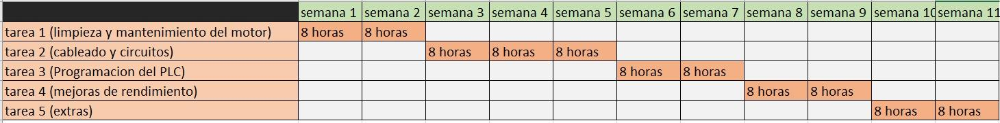 semana 1 semana 2 semana 3 semana 4 semana 5 semana 6 semana 7 semana 8 semana 9 semana 10 semana 11
tarea 1 (limpieza y mantenimiento del motor) 8 horas 8 horas
tarea 2 (cableado y circuitos) 8 horas 8 horas 8 horas
tarea 3 (Programacion del PLC) 8 horas 8 horas
tarea 4 (mejoras de rendimiento) 8 horas 8 horas
tarea 5 (extras) 8 horas 8 horas